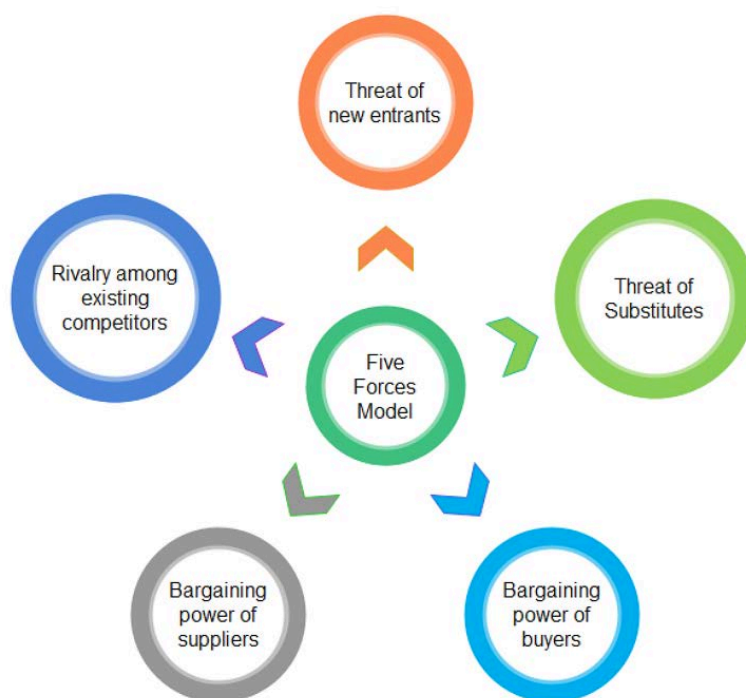 Threat of
new entrants
Rivalry among
existing
competitors
Threat of
Substitutes
Five
Forces
Model
Bargaining
power of
suppliers
Bargaining
power of
buyers